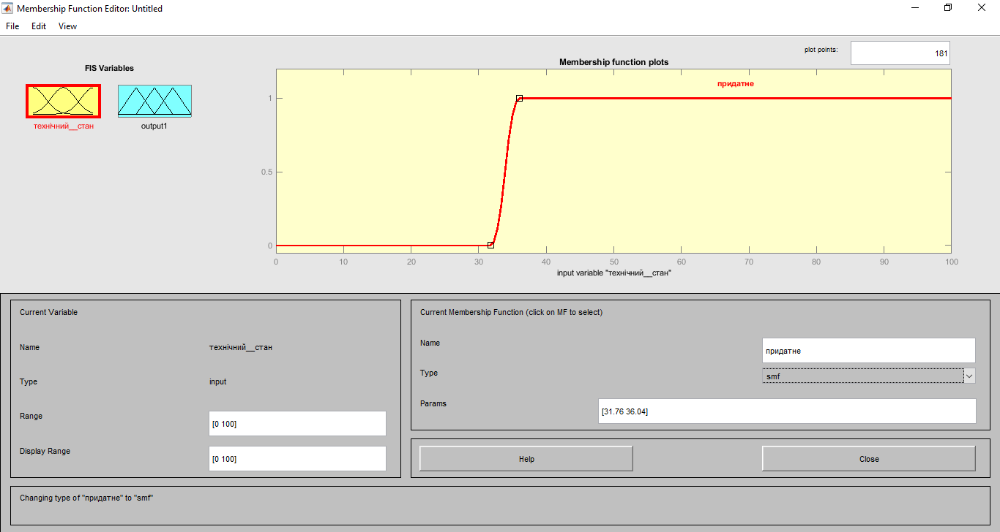 Membership Function Editor: Untitled
File Edit View
plot points: 181
FIS Variables
технічний__стан
output1
Membership function plots
придатне
1
0.5
0
0 10 20 30 40 50 60 70 80 90 100
input variable "технічний__стан"
Current Variable
Name технічний__стан
Type input
Range [0 100]
Display Range [0 100]
Current Membership Function (click on MF to select)
Name придатне
Type smf
Params [31.76 36.04]
Help Close
Changing type of "придатне" to "smf"